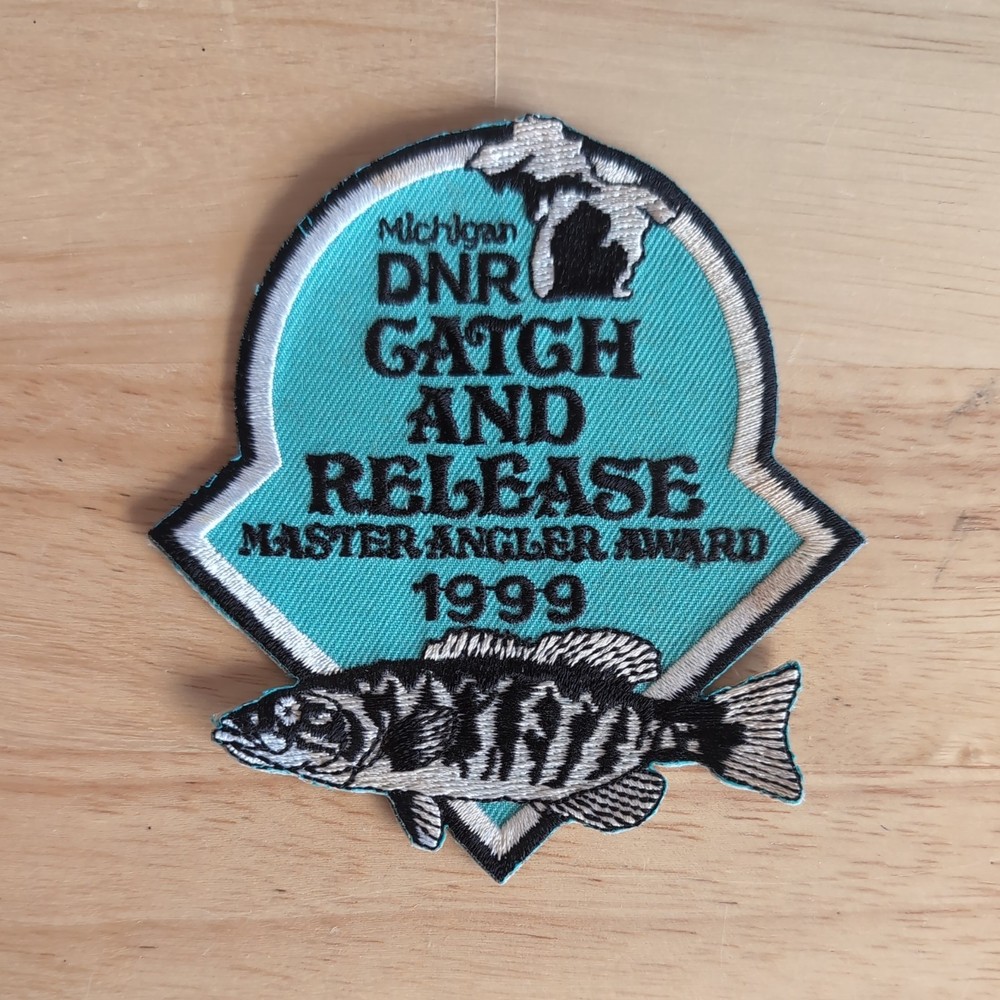 Michigan
DNR
CATCH
AND
RELEASE
MASTER ANGLER AWARD
1999